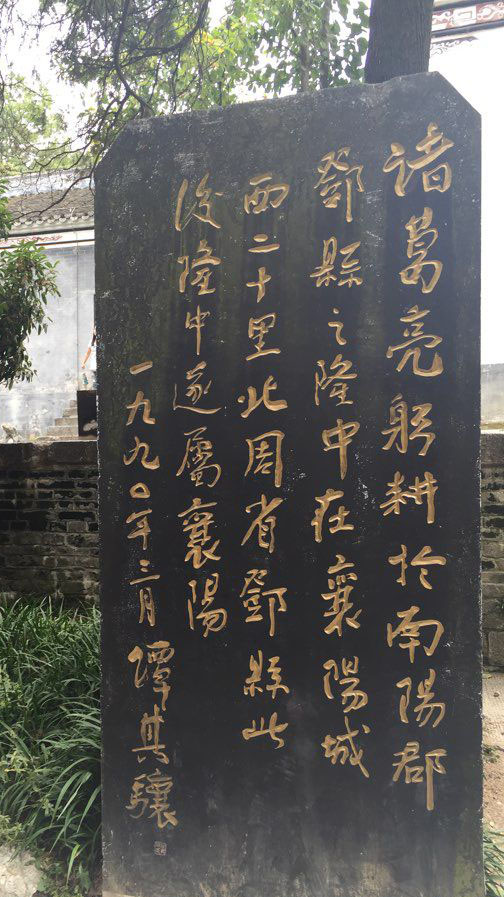 諸葛亮躬耕於南陽郡
鄧縣之隆中在襄陽城
西二十里北周省鄧縣此
後隆中遂屬襄陽
一九九〇年三月 譚其驤